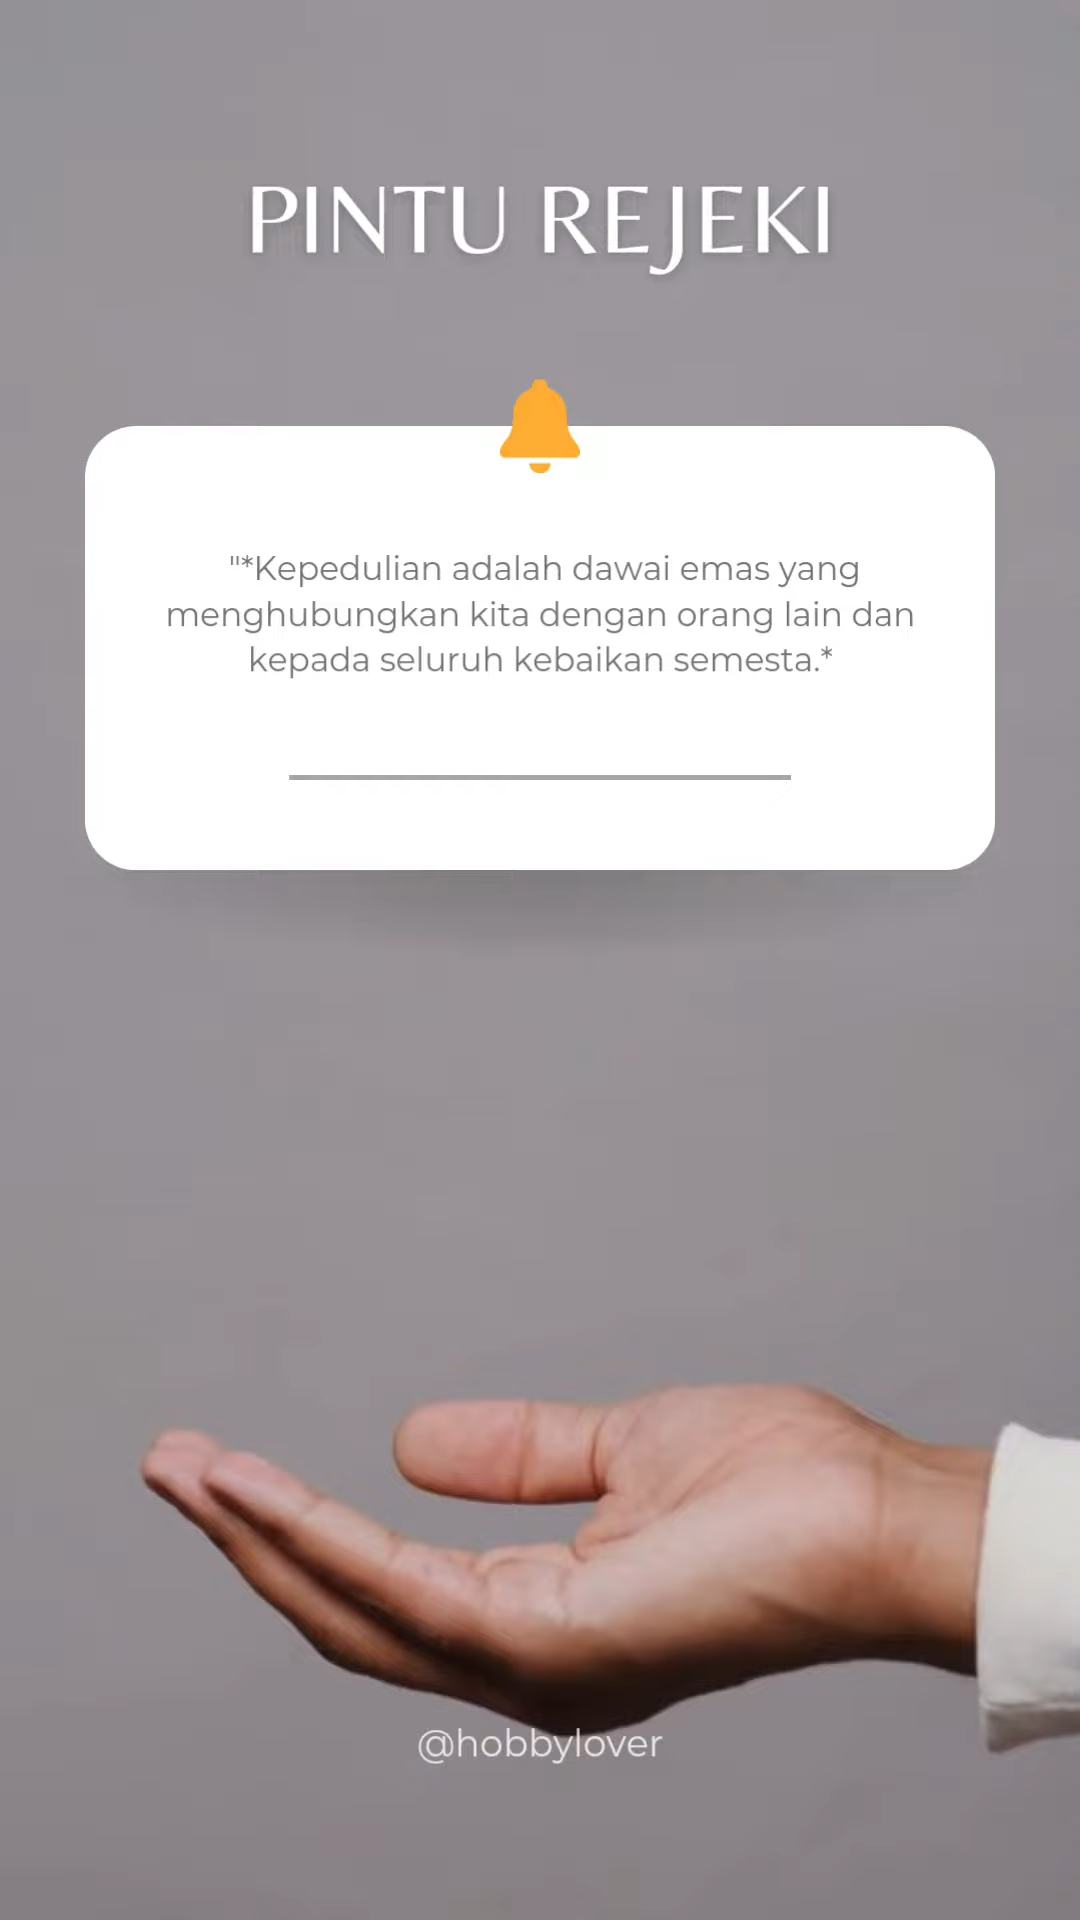 PINTU REJEKI
"*Kepedulian adalah dawai emas yang
menghubungkan kita dengan orang lain dan
kepada seluruh kebaikan semesta.*
@hobbylover